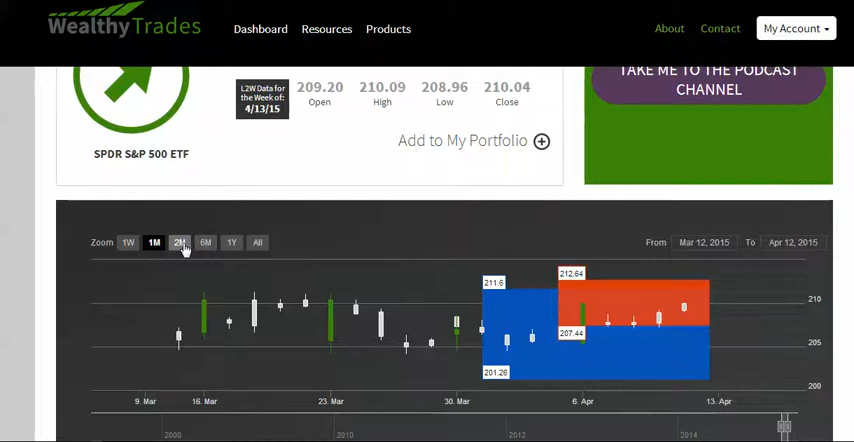 WealthyTrades
Dashboard Resources Products
About Contact My Account
L2W Data for
the Week of:
4/13/15
209.20 210.09 208.96 210.04
Open High Low Close
Add to My Portfolio
SPDR S&P 500 ETF
TAKE ME TO THE PODCAST
CHANNEL
Zoom 1W 1M 2M 6M 1Y All
From Mar 12, 2015 To Apr 12, 2015
212.64
211.6
210
207.44
205
201.26
200
9. Mar 16. Mar 23. Mar 30. Mar 6. Apr 13. Apr
2008 2010 2012 2014